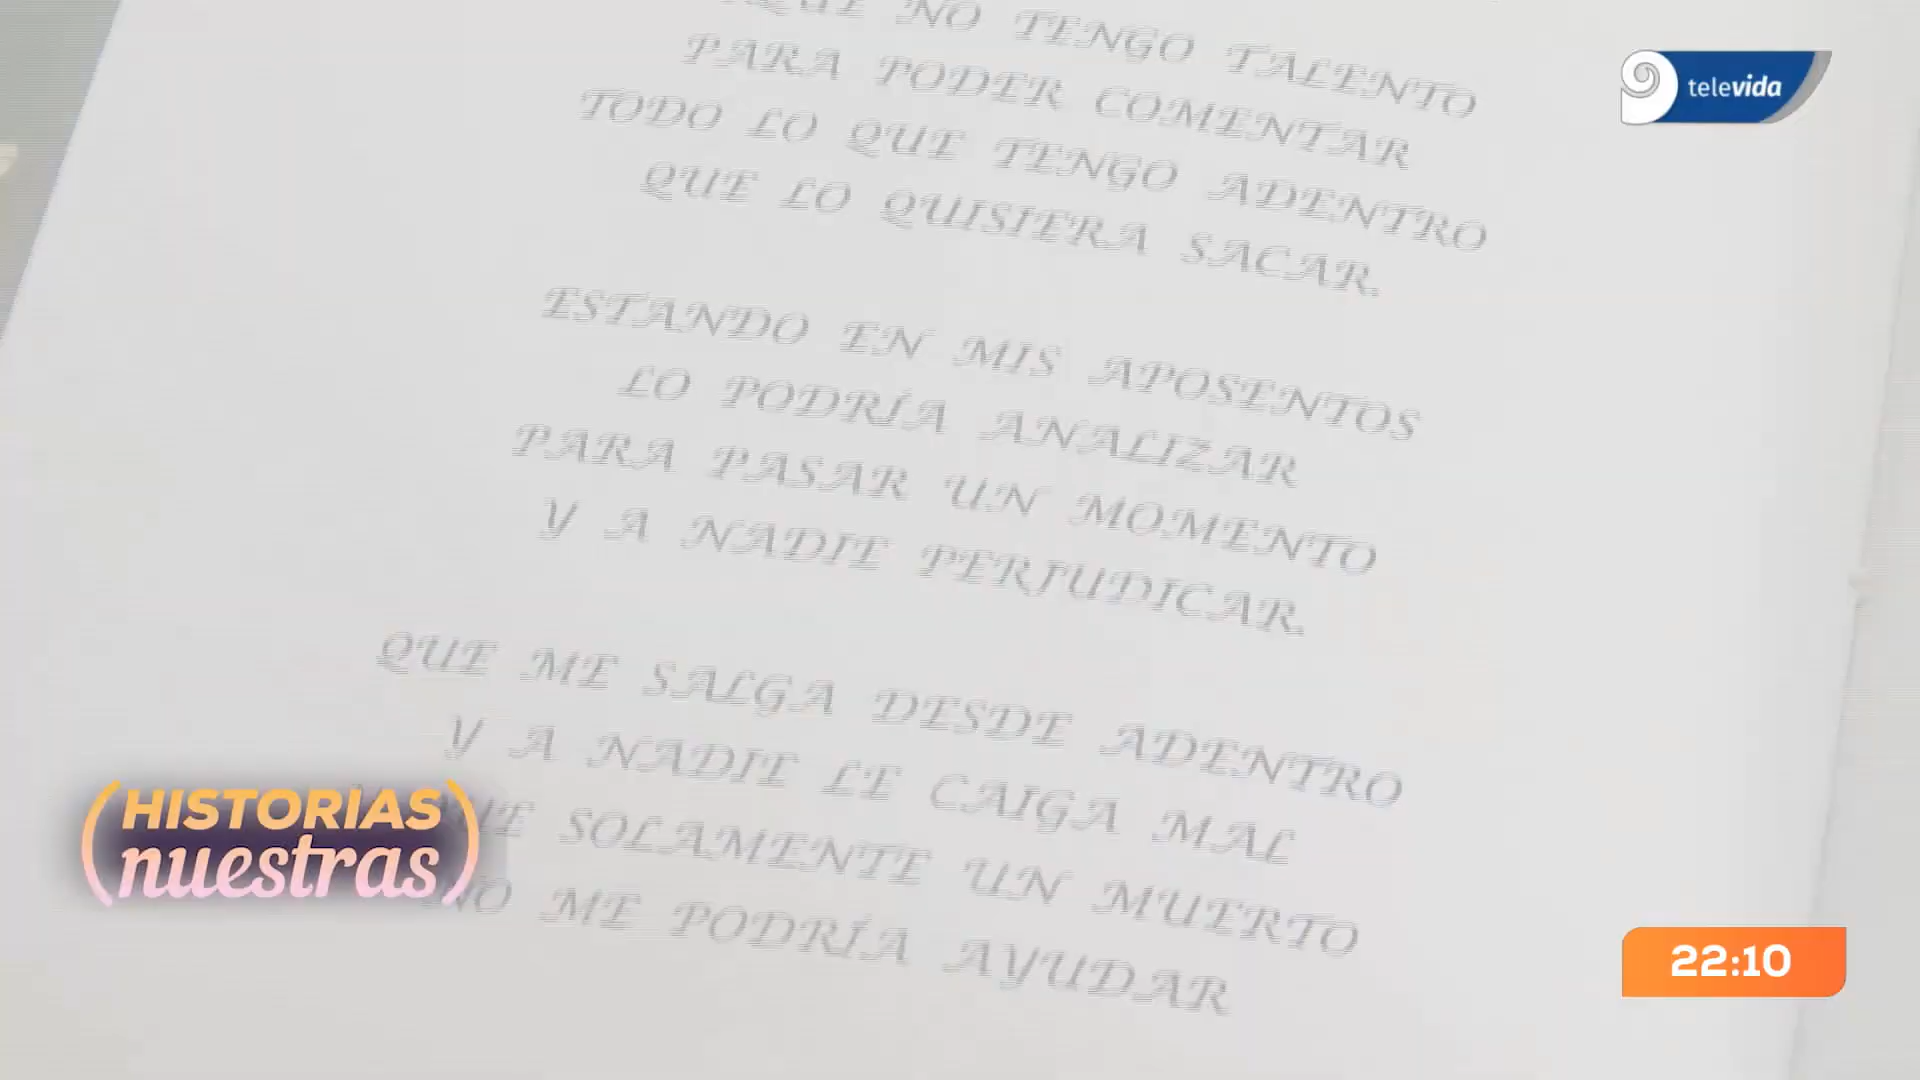 QUE NO TENGO TALENTO
PARA PODER COMENTAR
TODO LO QUE TENGO ADENTRO
QUE LO QUISIERA SACAR.
ESTANDO EN MIS APOSENTOS
LO PODRÍA ANALIZAR
PARA PASAR UN MOMENTO
Y A NADIE PERJUDICAR.
QUE ME SALGA DESDE ADENTRO
Y A NADIE LE CAIGA MAL
SOLAMENTE UN MUERTO
NO ME PODRÍA AYUDAR
televida
(HISTORIAS
nuestras)
22:10